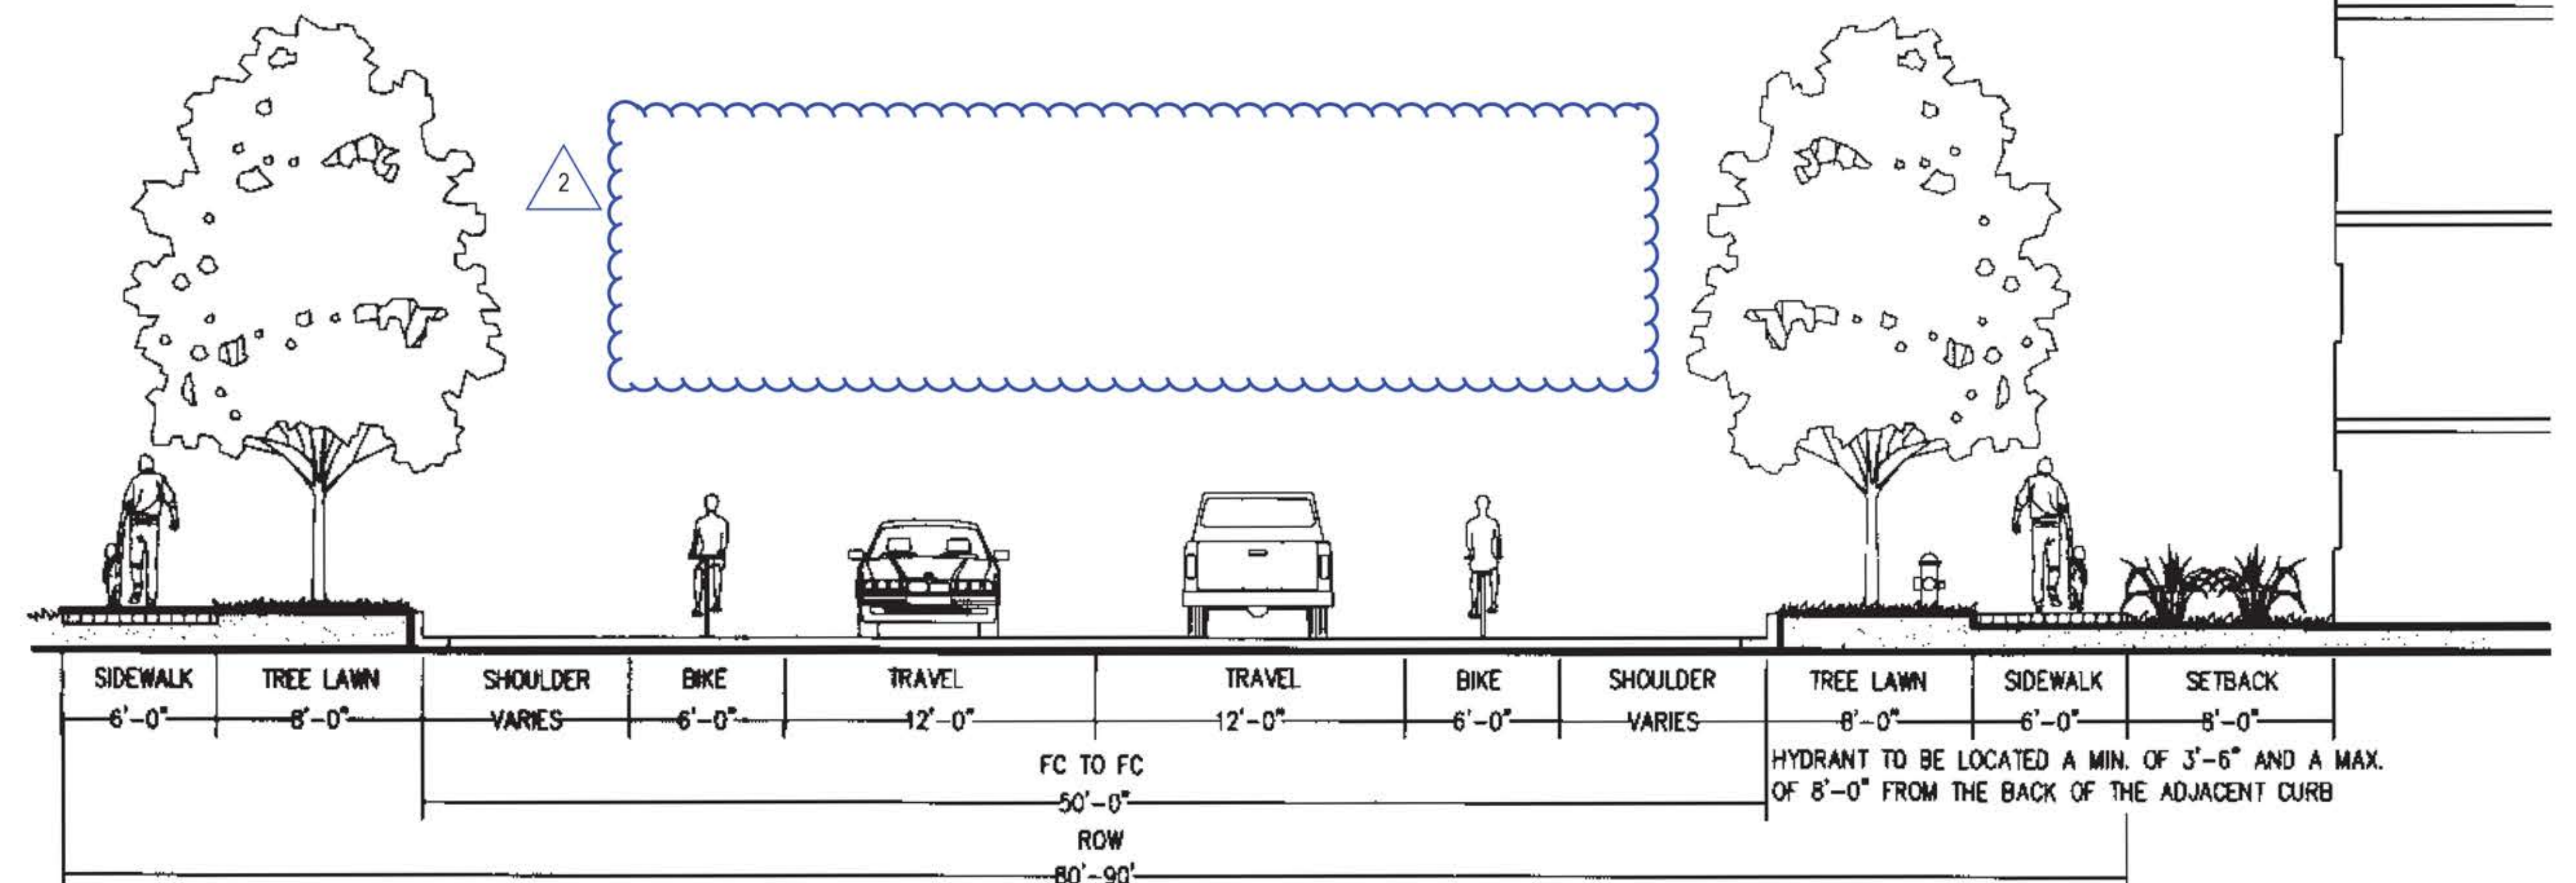 2
SIDEWALK TREE LAWN SHOULDER BIKE TRAVEL TRAVEL BIKE SHOULDER TREE LAWN SIDEWALK SETBACK
6'-0" 8'-0" VARIES 6'-0" 12'-0" 12'-0" 6'-0" VARIES 8'-0" 6'-0" 8'-0"
FC TO FC
50'-0"
HYDRANT TO BE LOCATED A MIN. OF 3'-6" AND A MAX.
OF 8'-0" FROM THE BACK OF THE ADJACENT CURB
ROW
80'-90'